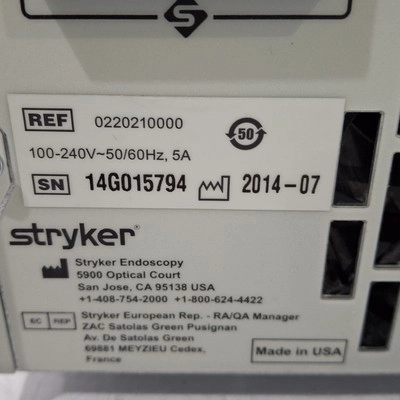 S
REF 0220210000
50
100-240V~50/60Hz, 5A
SN 14G015794 2014-07
stryker®
Stryker Endoscopy
5900 Optical Court
San Jose, CA 95138 USA
+1-408-754-2000 +1-800-624-4422
EC REP Stryker European Rep. - RA/QA Manager
ZAC Satolas Green Pusignan
Av. De Satolas Green
69881 MEYZIEU Cedex,
France
Made in USA